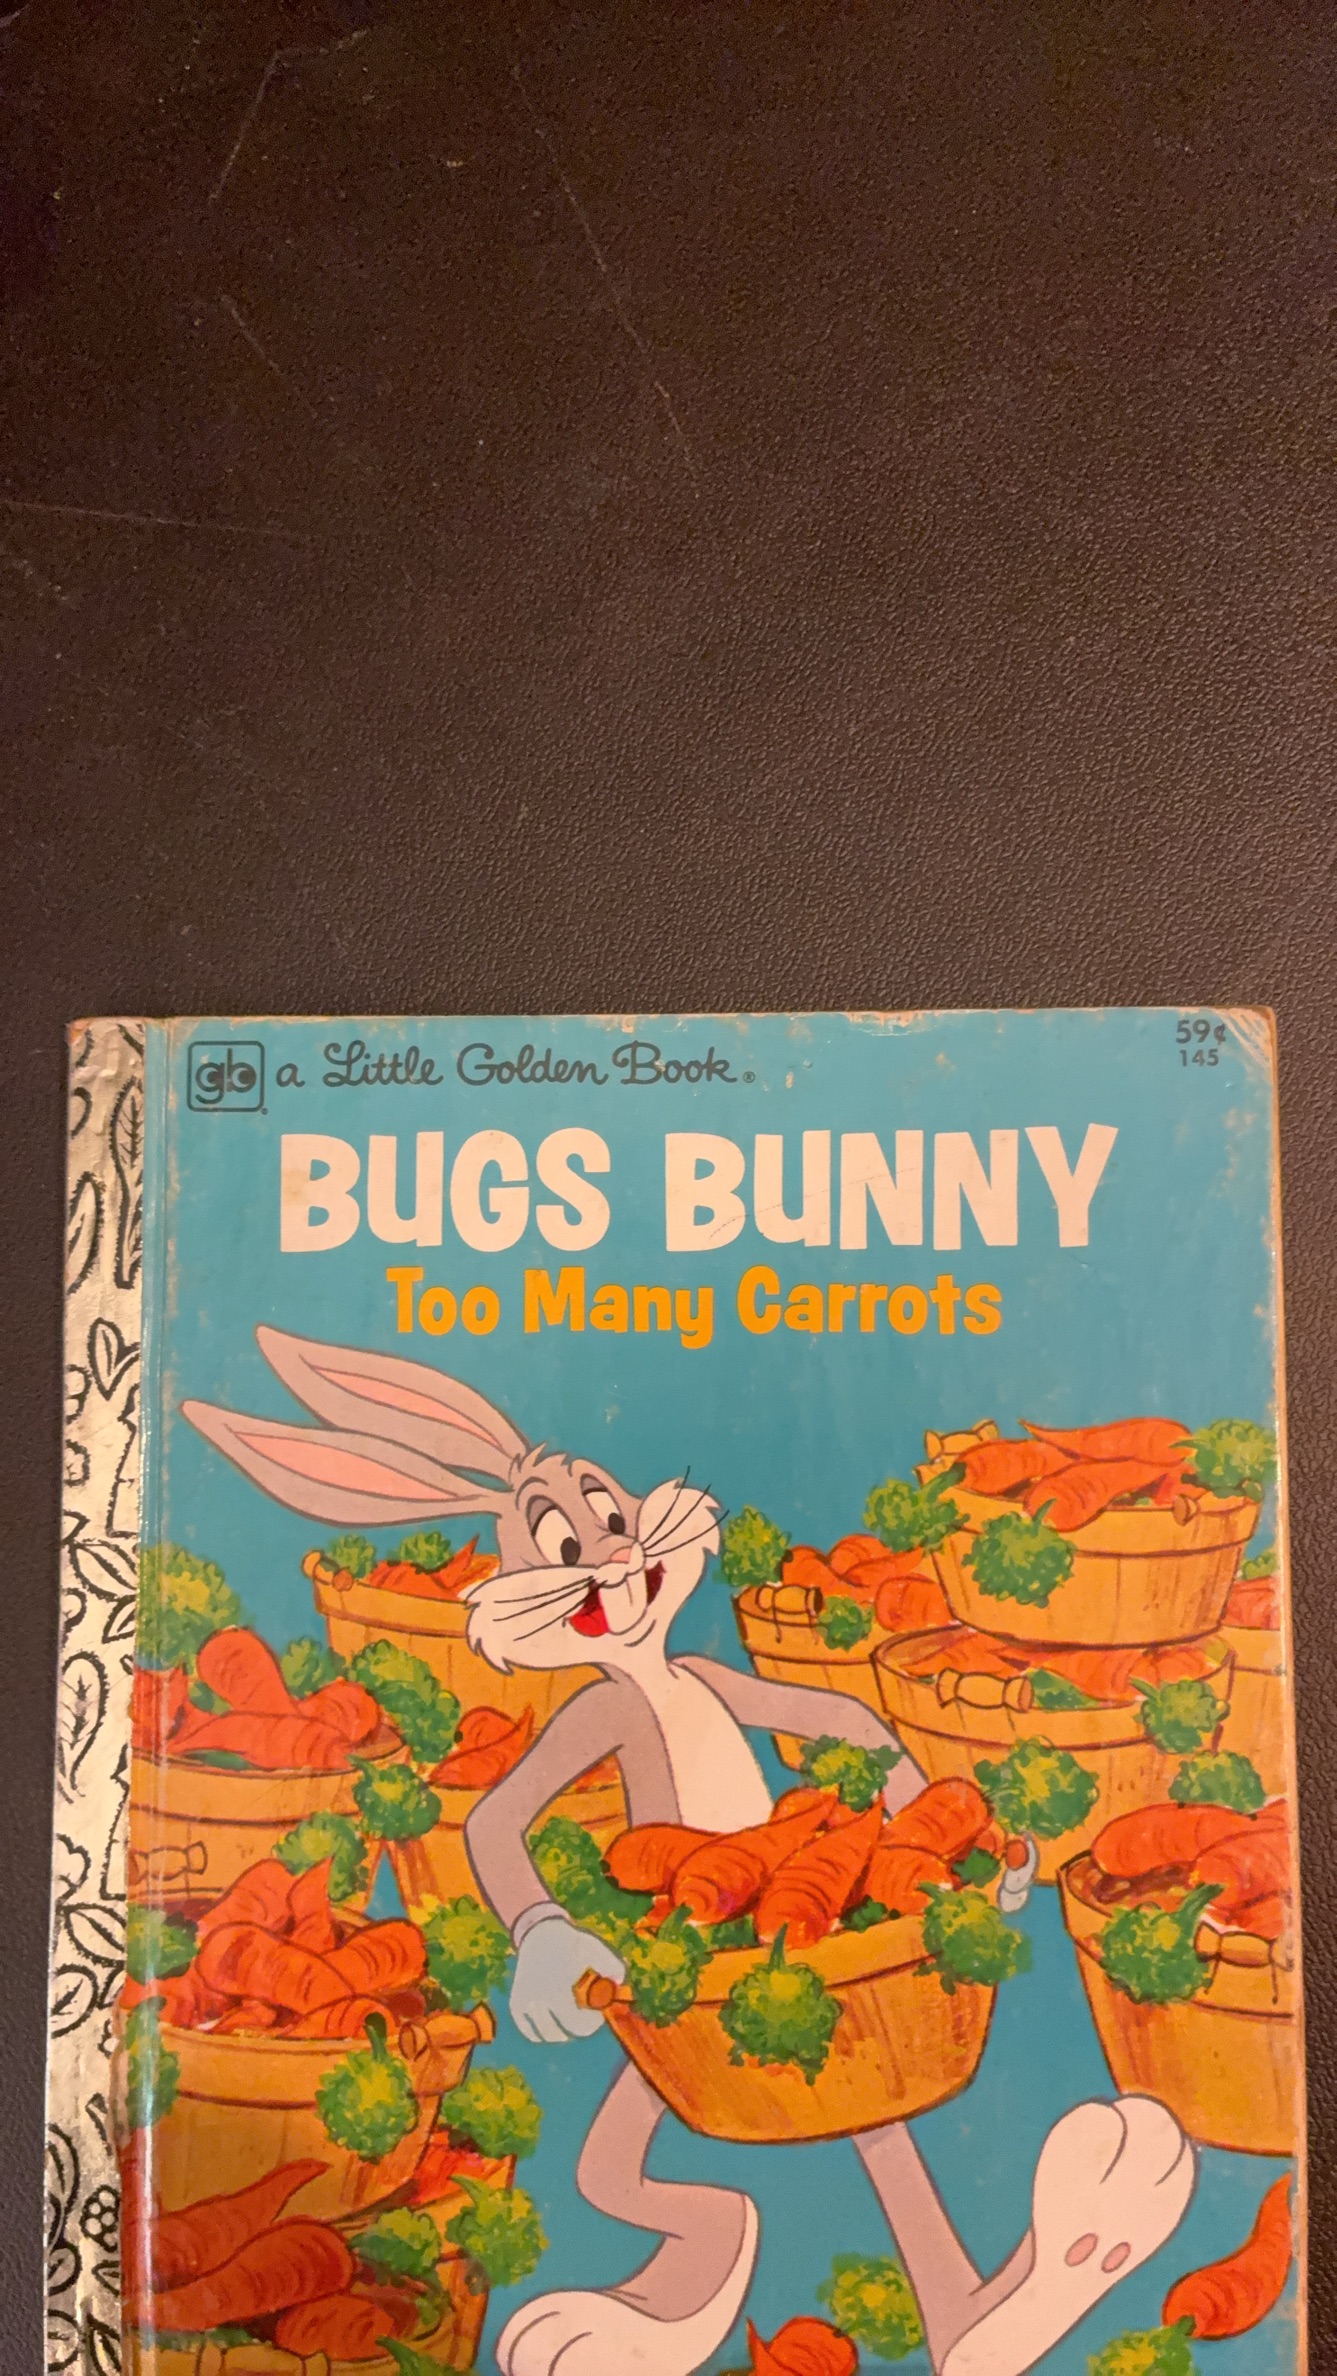 gb a Little Golden Book®
59¢
145
BUGS BUNNY
Too Many Carrots